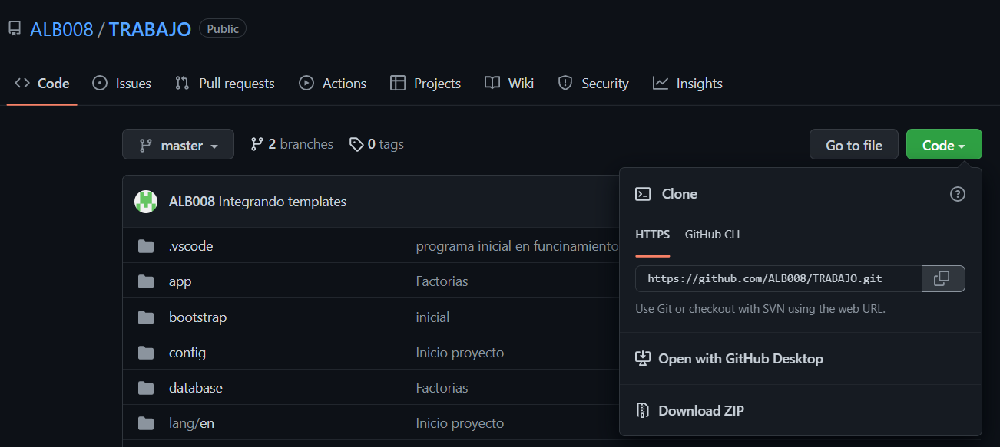 ALB008 / TRABAJO Public
Code Issues Pull requests Actions Projects Wiki Security Insights
master 2 branches 0 tags Go to file Code
ALB008 Integrando templates
.vscode programa inicial en funcinamiento
app Factorias
bootstrap inicial
config Inicio proyecto
database Factorias
lang/en Inicio proyecto
Clone
HTTPS GitHub CLI
https://github.com/ALB008/TRABAJO.git
Use Git or checkout with SVN using the web URL.
Open with GitHub Desktop
Download ZIP